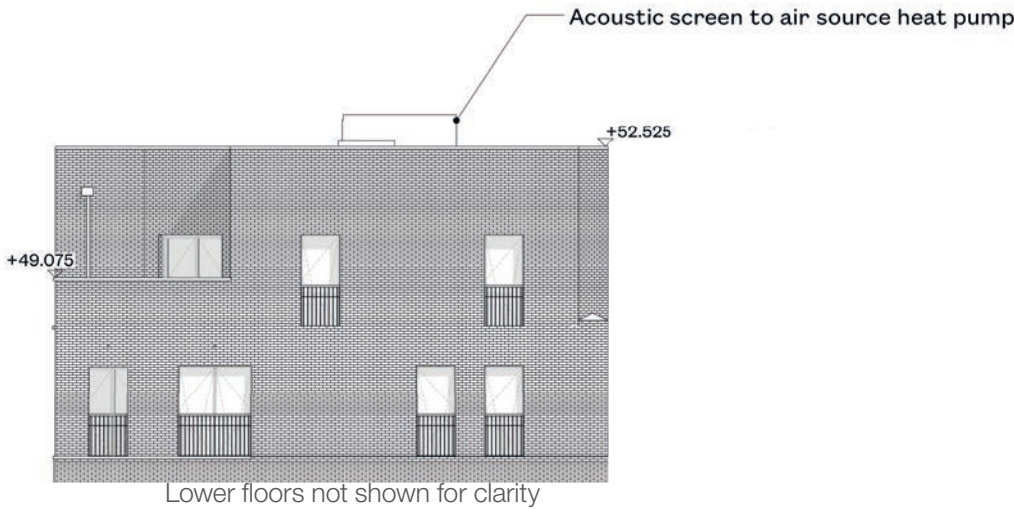 Acoustic screen to air source heat pump
+52.525
+49.075
Lower floors not shown for clarity